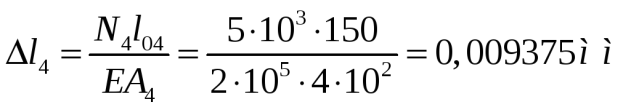 Δl₄ = N₄l₀₄ / EA₄ = 5·10³·150 / 2·10⁵·4·10² = 0,009375ì ì